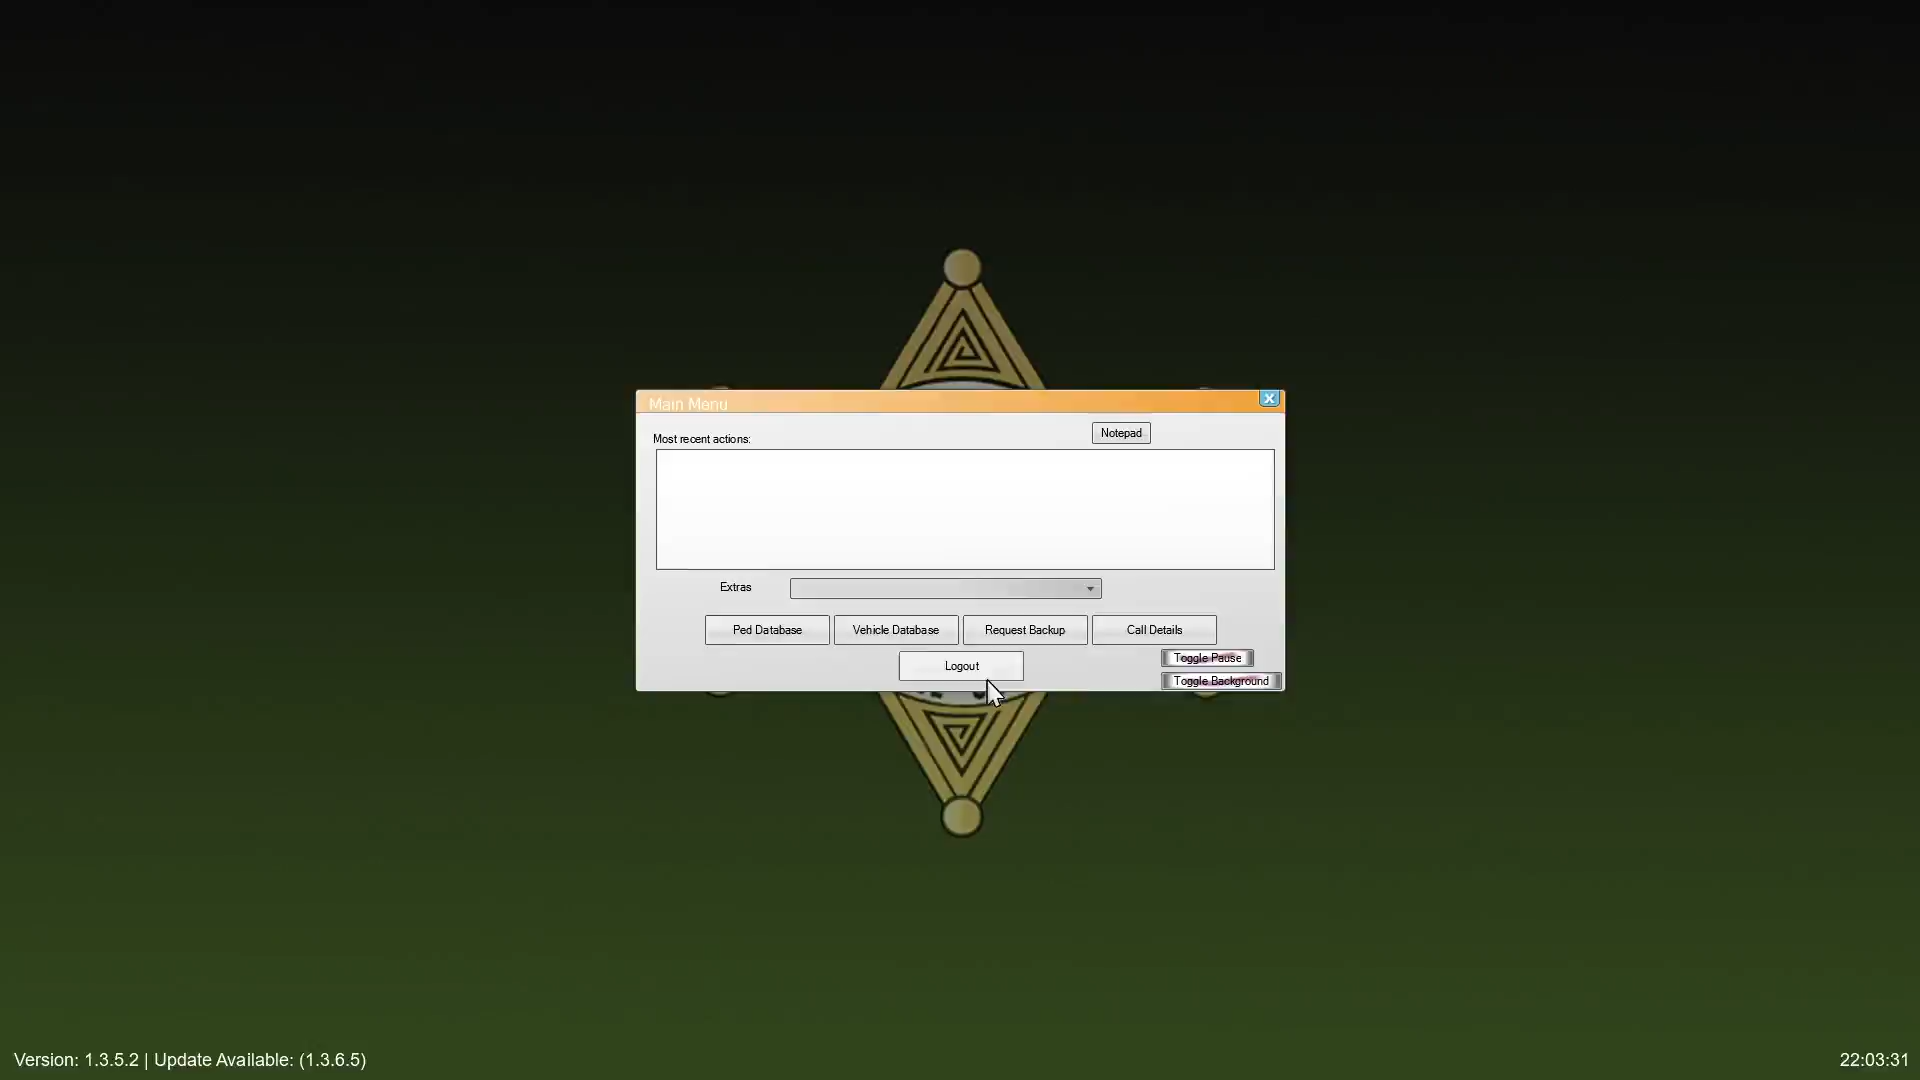 Main Menu
Notepad
Most recent actions:
Extras
Ped Database
Vehicle Database
Request Backup
Call Details
Logout
Toggle Pause
Toggle Background
Version: 1.3.5.2 | Update Available: (1.3.6.5)
22:03:31